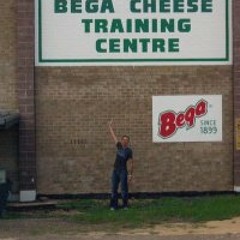 BEGA CHEESE
TRAINING
CENTRE
Bega
SINCE
1899